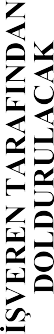 İŞVEREN TARAFINDAN
DOLDURULACAK